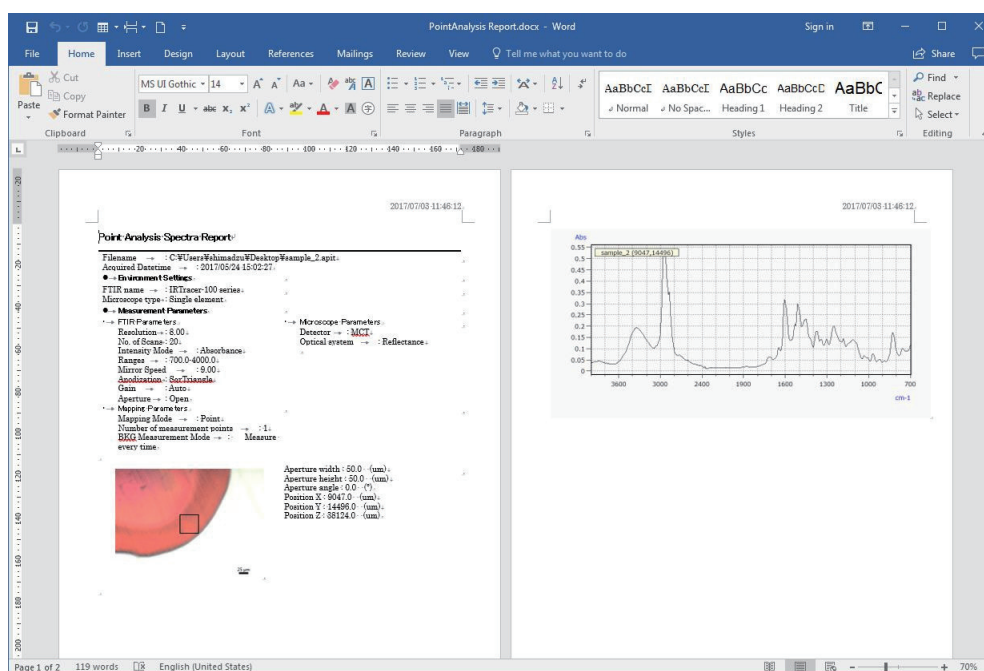 PointAnalysis Report.docx - Word
Sign in
File Home Insert Design Layout References Mailings Review View Tell me what you want to do Share
Paste
Cut
Copy
Format Painter
MS UI Gothic 14
Clipboard Font Paragraph Styles Editing
AaBbCcI AaBbCcI AaBbCc AaBbCcC AaBbC
Normal No Spac... Heading 1 Heading 2 Title
Find
Replace
Select
20 40 60 80 100 120 140 160 180
2017/07/03 11:46:12
Point Analysis Spectra Report
Filename : C:¥Users¥shimadzu¥Desktop¥sample_2.apit
Acquired Datetime : 2017/05/24 15:02:27
Environment Settings
FTIR name : IRTracer-100 series
Microscope type : Single element
Measurement Parameters
FTIR Parameters
Resolution : 8.00
No. of Scans : 20
Intensity Mode : Absorbance
Ranges : 700.0-4000.0
Mirror Speed : 9.00
Apodization : SqrTriangle
Gain : Auto
Aperture : Open
Mapping Parameters
Mapping Mode : Point
Number of measurement points : 1
BKG Measurement Mode : Measure
every time
Microscope Parameters
Detector : MCT
Optical system : Reflectance
Aperture width : 50.0 (um)
Aperture height : 50.0 (um)
Aperture angle : 0.0 (°)
Position X : 9047.0 (um)
Position Y : 14496.0 (um)
Position Z : 38124.0 (um)
2017/07/03 11:46:12
Abs
sample_2 (9047,14496)
0.55
0.5
0.45
0.4
0.35
0.3
0.25
0.2
0.15
0.1
0.05
0
3600 3000 2400 1900 1600 1300 1000 700
cm-1
Page 1 of 2 119 words English (United States) 70%